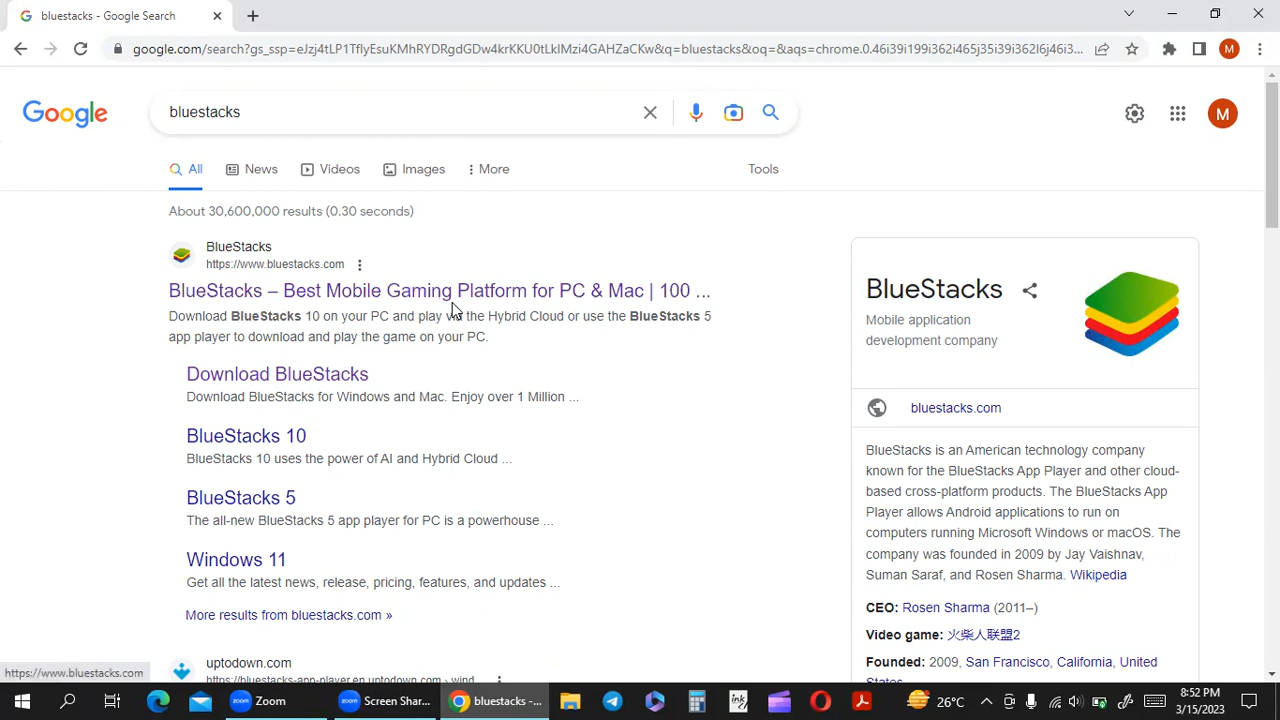 bluestacks - Google Search
google.com/search?gs_ssp=eJzj4tLP1TflyEsuKMhRYDRgdGDw4krKKU0tLkIMzi4GAHZaCKw&q=bluestacks&oq=&aqs=chrome.0.46i39i199i362i465j35i39i362l6j46i3...
M
Google
bluestacks
M
All
News
Videos
Images
More
Tools
About 30,600,000 results (0.30 seconds)
BlueStacks
https://www.bluestacks.com
BlueStacks – Best Mobile Gaming Platform for PC & Mac | 100 ...
Download BlueStacks 10 on your PC and play the Hybrid Cloud or use the BlueStacks 5
app player to download and play the game on your PC.
Download BlueStacks
Download BlueStacks for Windows and Mac. Enjoy over 1 Million ...
BlueStacks 10
BlueStacks 10 uses the power of AI and Hybrid Cloud ...
BlueStacks 5
The all-new BlueStacks 5 app player for PC is a powerhouse ...
Windows 11
Get all the latest news, release, pricing, features, and updates ...
More results from bluestacks.com »
uptodown.com
https://bluestacks-app-player.en.uptodown.com › wind...
BlueStacks
Mobile application
development company
bluestacks.com
BlueStacks is an American technology company
known for the BlueStacks App Player and other cloud-
based cross-platform products. The BlueStacks App
Player allows Android applications to run on
computers running Microsoft Windows or macOS. The
company was founded in 2009 by Jay Vaishnav,
Suman Saraf, and Rosen Sharma. Wikipedia
CEO: Rosen Sharma (2011–)
Video game: 火柴人联盟2
Founded: 2009, San Francisco, California, United
States
https://www.bluestacks.com
Zoom
Screen Shar...
bluestacks -...
ink
26°C
8:52 PM
3/15/2023